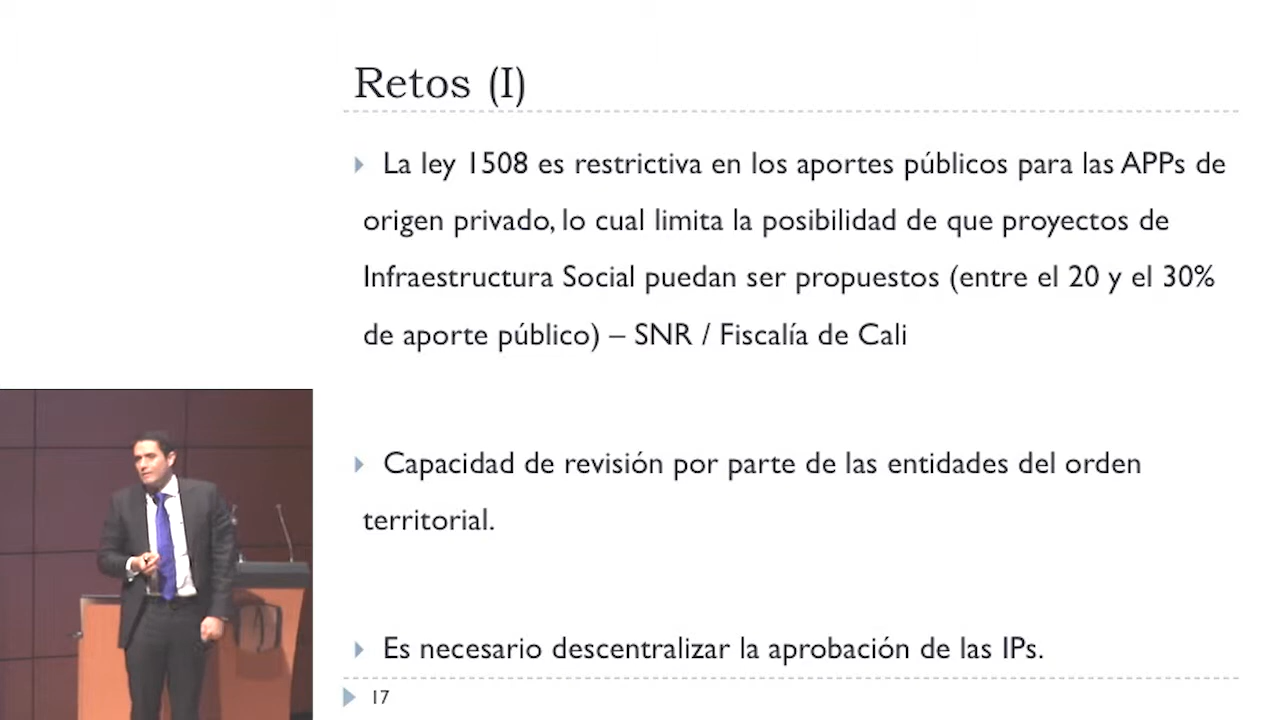 Retos (I)
La ley 1508 es restrictiva en los aportes públicos para las APPs de
origen privado, lo cual limita la posibilidad de que proyectos de
Infraestructura Social puedan ser propuestos (entre el 20 y el 30%
de aporte público) – SNR / Fiscalía de Cali
Capacidad de revisión por parte de las entidades del orden
territorial.
Es necesario descentralizar la aprobación de las IPs.
17